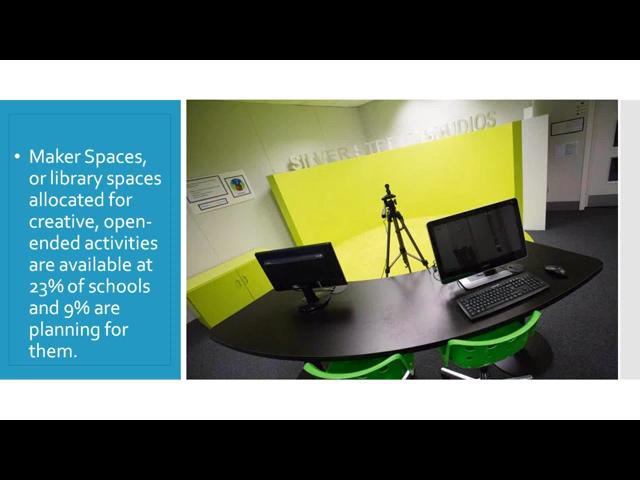 • Maker Spaces,
or library spaces
allocated for
creative, open-
ended activities
are available at
23% of schools
and 9% are
planning for
them.
STUDIOS